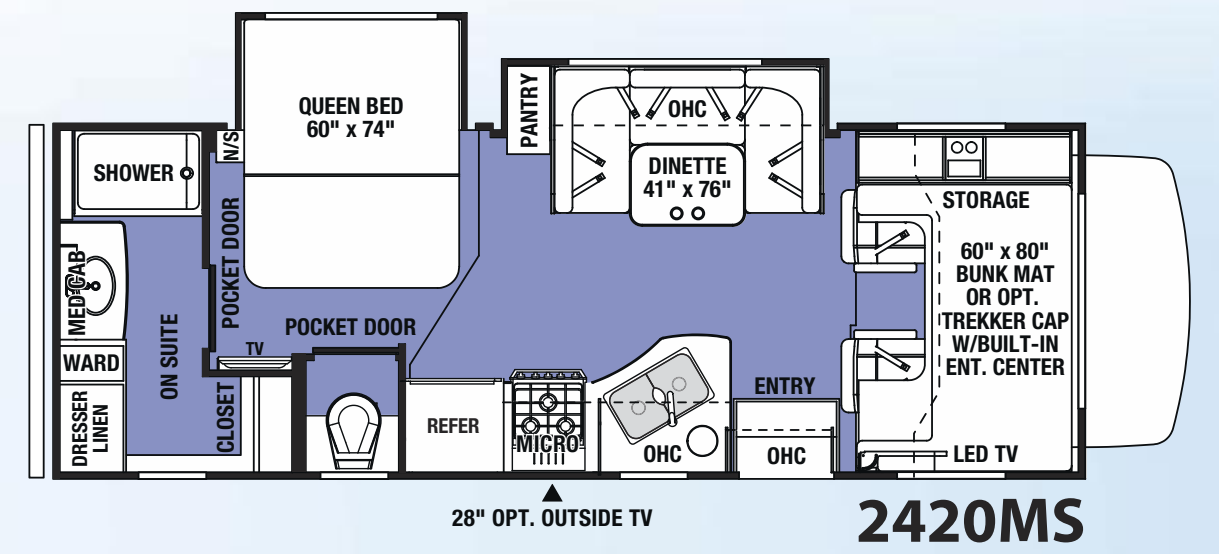 QUEEN BED
60" x 74"
N/S
PANTRY
OHC
DINETTE
41" x 76"
SHOWER
STORAGE
60" x 80"
BUNK MAT
OR OPT.
TREKKER CAP
W/BUILT-IN
ENT. CENTER
MED CAB
POCKET DOOR
ON SUITE
POCKET DOOR
TV
WARD
DRESSER
LINEN
CLOSET
REFER
MICRO
OHC
ENTRY
OHC
LED TV
28" OPT. OUTSIDE TV
2420MS